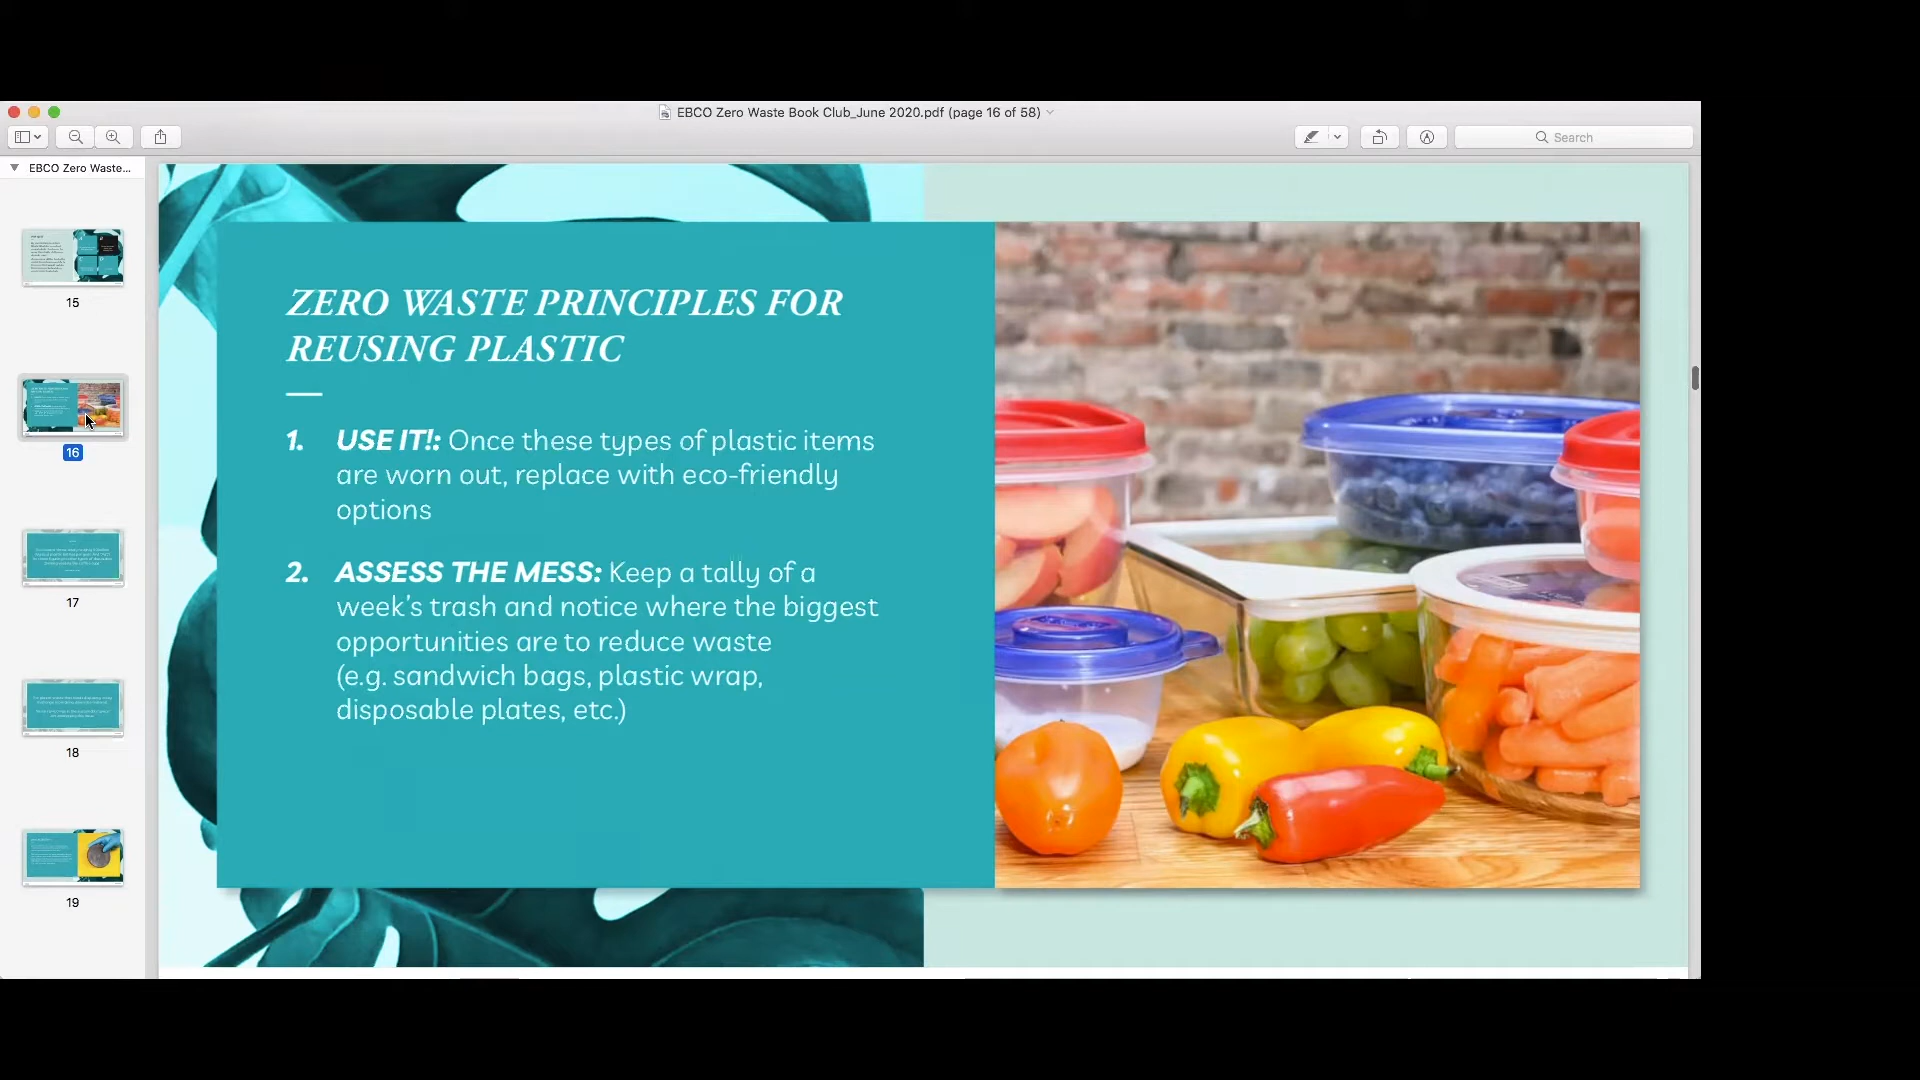 EBCO Zero Waste Book Club_June 2020.pdf (page 16 of 58)
Search
EBCO Zero Waste...
15
16
17
18
19
ZERO WASTE PRINCIPLES FOR
REUSING PLASTIC
1. USE IT!: Once these types of plastic items
are worn out, replace with eco-friendly
options
2. ASSESS THE MESS: Keep a tally of a
week’s trash and notice where the biggest
opportunities are to reduce waste
(e.g. sandwich bags, plastic wrap,
disposable plates, etc.)